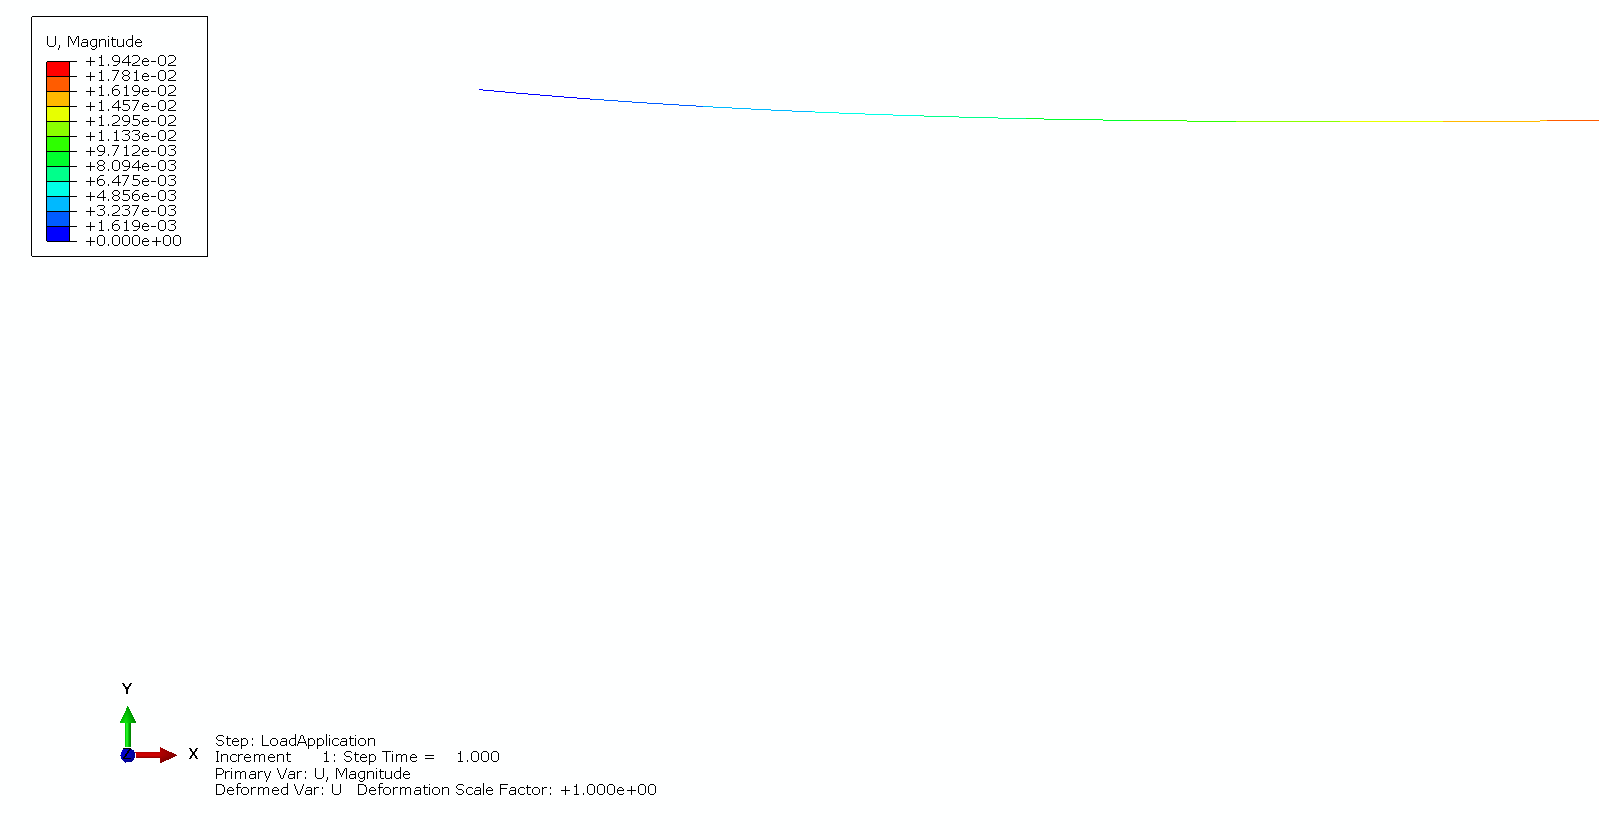 U, Magnitude
+1.942e-02
+1.781e-02
+1.619e-02
+1.457e-02
+1.295e-02
+1.133e-02
+9.712e-03
+8.094e-03
+6.475e-03
+4.856e-03
+3.237e-03
+1.619e-03
+0.000e+00
Y
X
Step: LoadApplication
Increment 1: Step Time = 1.000
Primary Var: U, Magnitude
Deformed Var: U Deformation Scale Factor: +1.000e+00